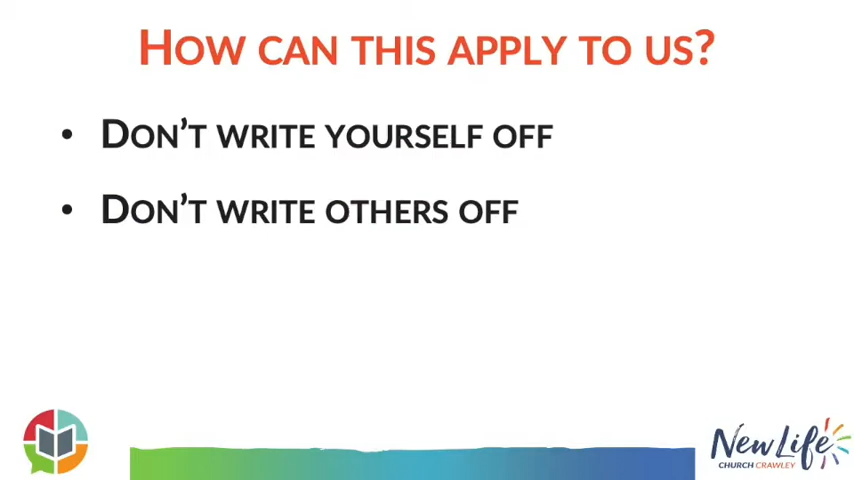 How can this apply to us?
• Don't write yourself off
• Don't write others off
New Life
CHURCH CRAWLEY